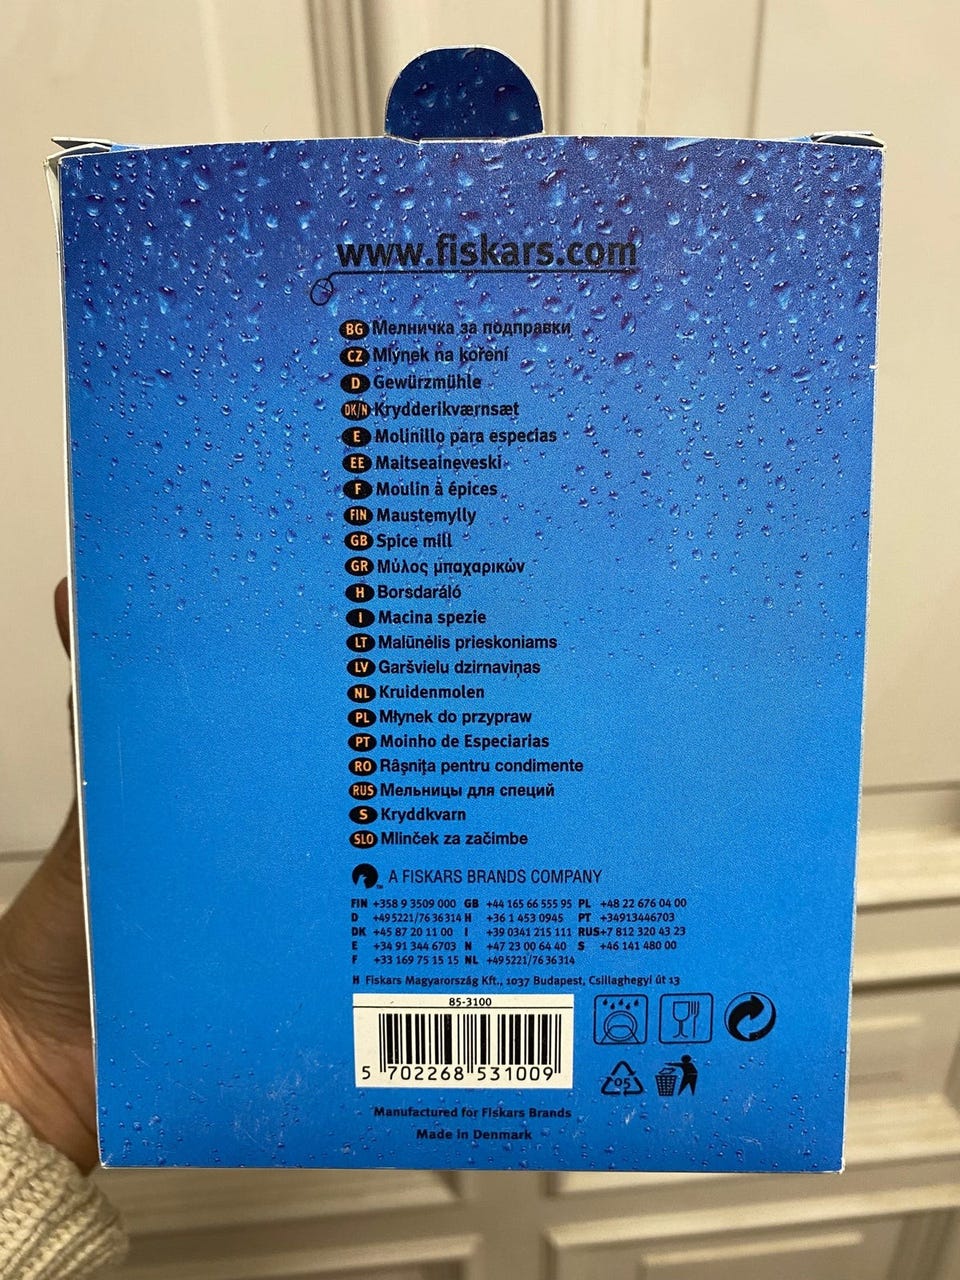 www.fiskars.com
BG Мелничка за подправки
CZ Mlýnek na koření
D Gewürzmühle
DK/N Krydderikværnsæt
E Molinillo para especias
EE Maitseaineveski
F Moulin à épices
FIN Maustemylly
GB Spice mill
GR Μύλος μπαχαρικών
H Borsdaráló
I Macina spezie
LT Malūnėlis prieskoniams
LV Garšvielu dzirnaviņas
NL Kruidenmolen
PL Młynek do przypraw
PT Moinho de Especiarias
RO Râșnița pentru condimente
RUS Мельницы для специй
S Kryddkvarn
SLO Mlinček za začimbe
A FISKARS BRANDS COMPANY
FIN +358 9 3509 000 GB +44 165 66 555 95 PL +48 22 676 04 00
D +49 5221/76 36 314 H +36 1 453 0945 PT +34913446703
DK +45 87 20 11 00 I +39 0341 215 111 RUS+7 812 320 43 23
E +34 91 344 6703 N +47 23 00 64 40 S +46 141 480 00
F +33 169 75 15 15 NL +49 5221/76 36 314
H Fiskars Magyarország Kft., 1037 Budapest, Csillaghegyi út 13
85-3100
5 702268 531009
05
Manufactured for Fiskars Brands
Made in Denmark